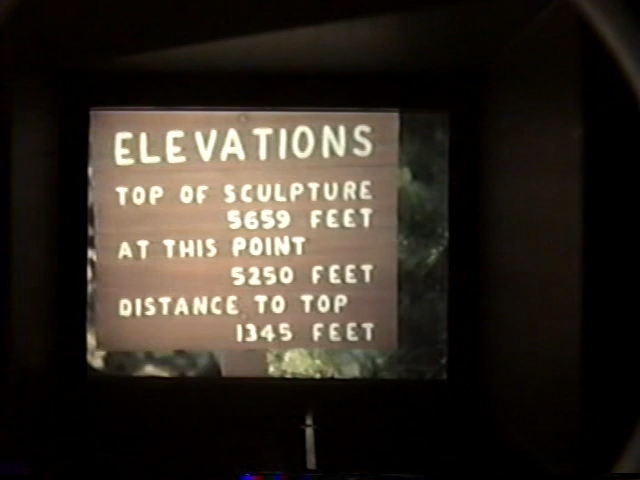 ELEVATIONS
TOP OF SCULPTURE
5659 FEET
AT THIS POINT
5250 FEET
DISTANCE TO TOP
1345 FEET